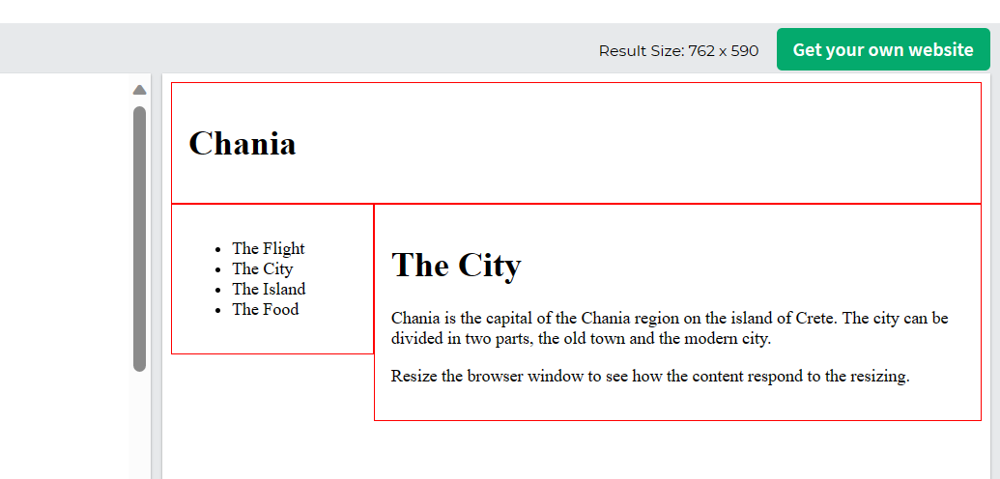 Result Size: 762 x 590
Get your own website
Chania
The Flight
The City
The Island
The Food
The City
Chania is the capital of the Chania region on the island of Crete. The city can be
divided in two parts, the old town and the modern city.
Resize the browser window to see how the content respond to the resizing.